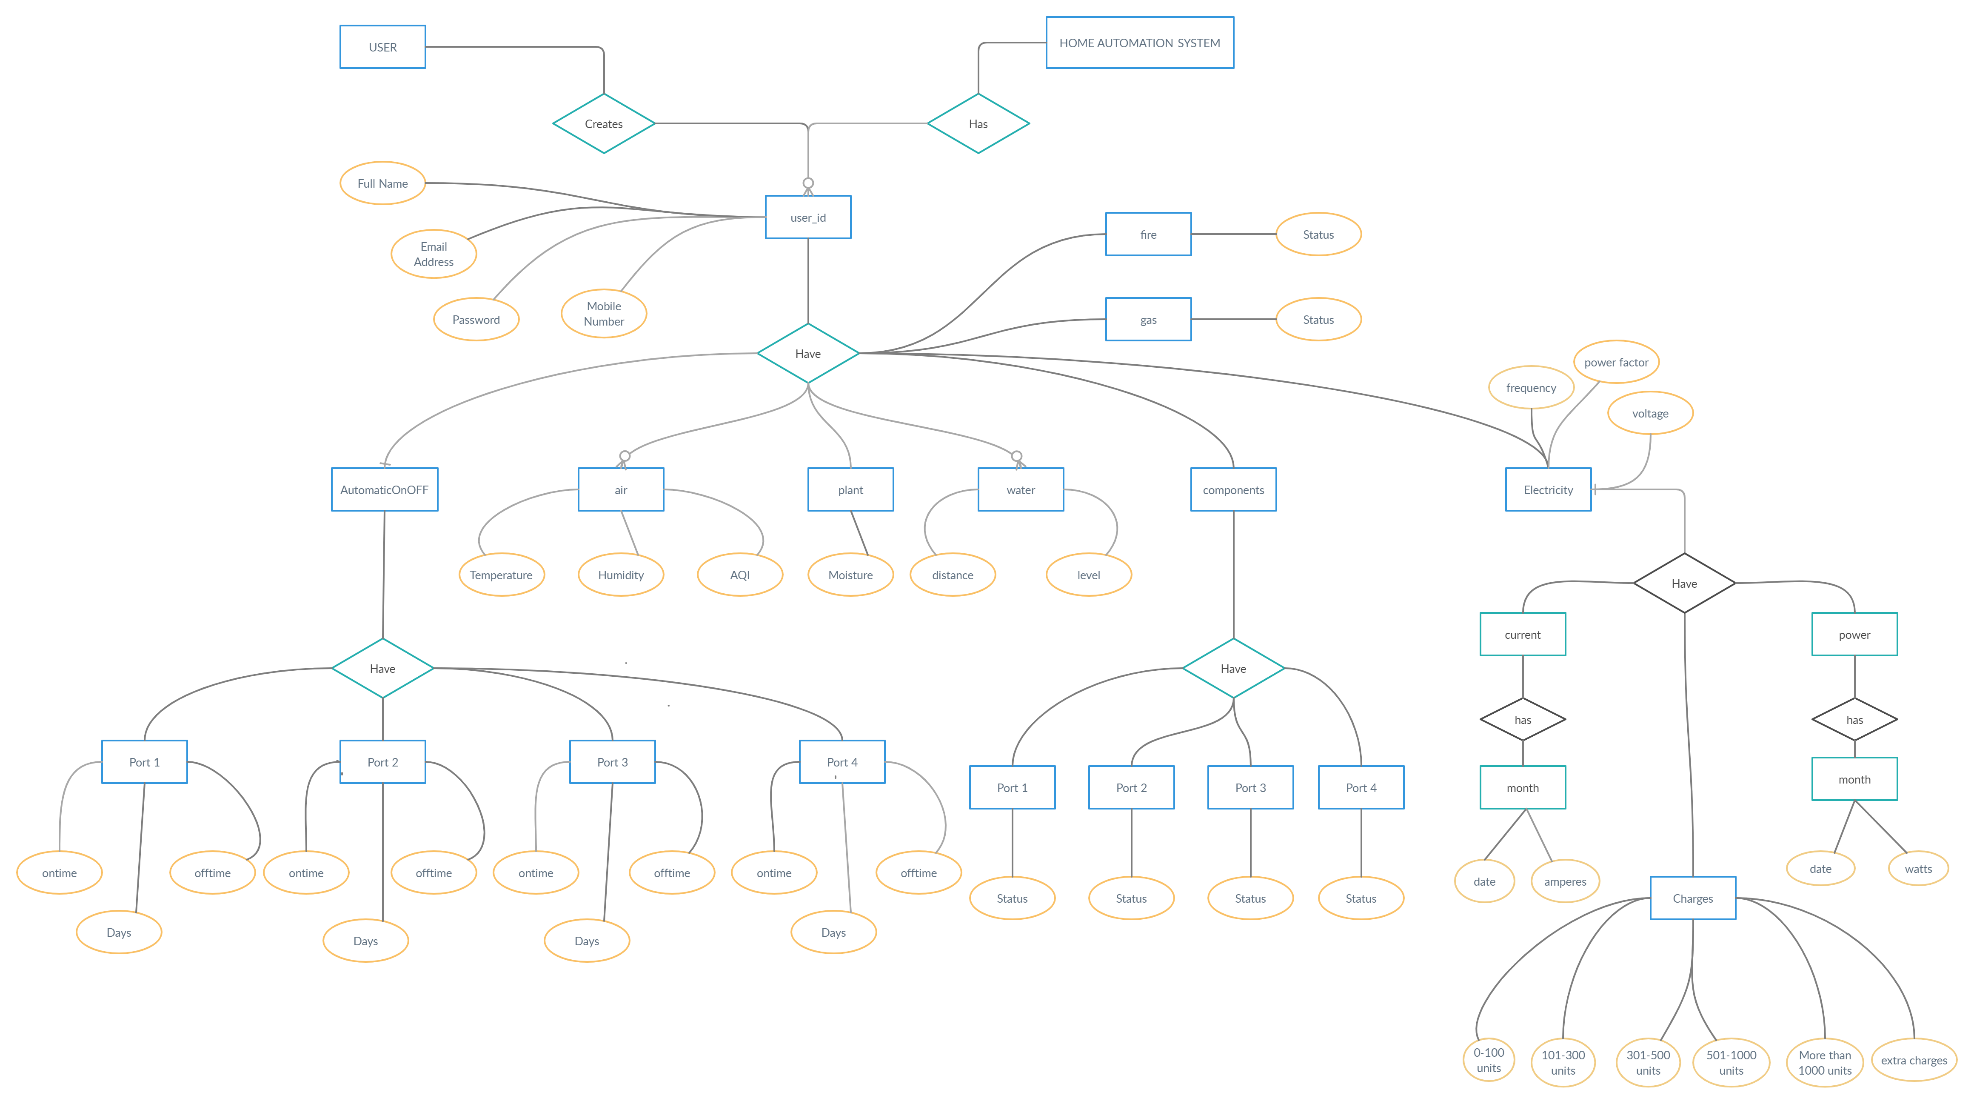 USER
HOME AUTOMATION SYSTEM
Creates
Has
Full Name
user_id
Email
Address
Password
Mobile
Number
fire
Status
gas
Status
Have
power factor
frequency
voltage
AutomaticOnOFF
air
plant
water
components
Electricity
Temperature
Humidity
AQI
Moisture
distance
level
Have
current
power
Have
Have
has
has
Port 1
Port 2
Port 3
Port 4
Port 1
Port 2
Port 3
Port 4
month
month
ontime
offtime
ontime
offtime
ontime
offtime
ontime
offtime
date
amperes
date
watts
Status
Status
Status
Status
Charges
Days
Days
Days
Days
0-100
units
101-300
units
301-500
units
501-1000
units
More than
1000 units
extra charges